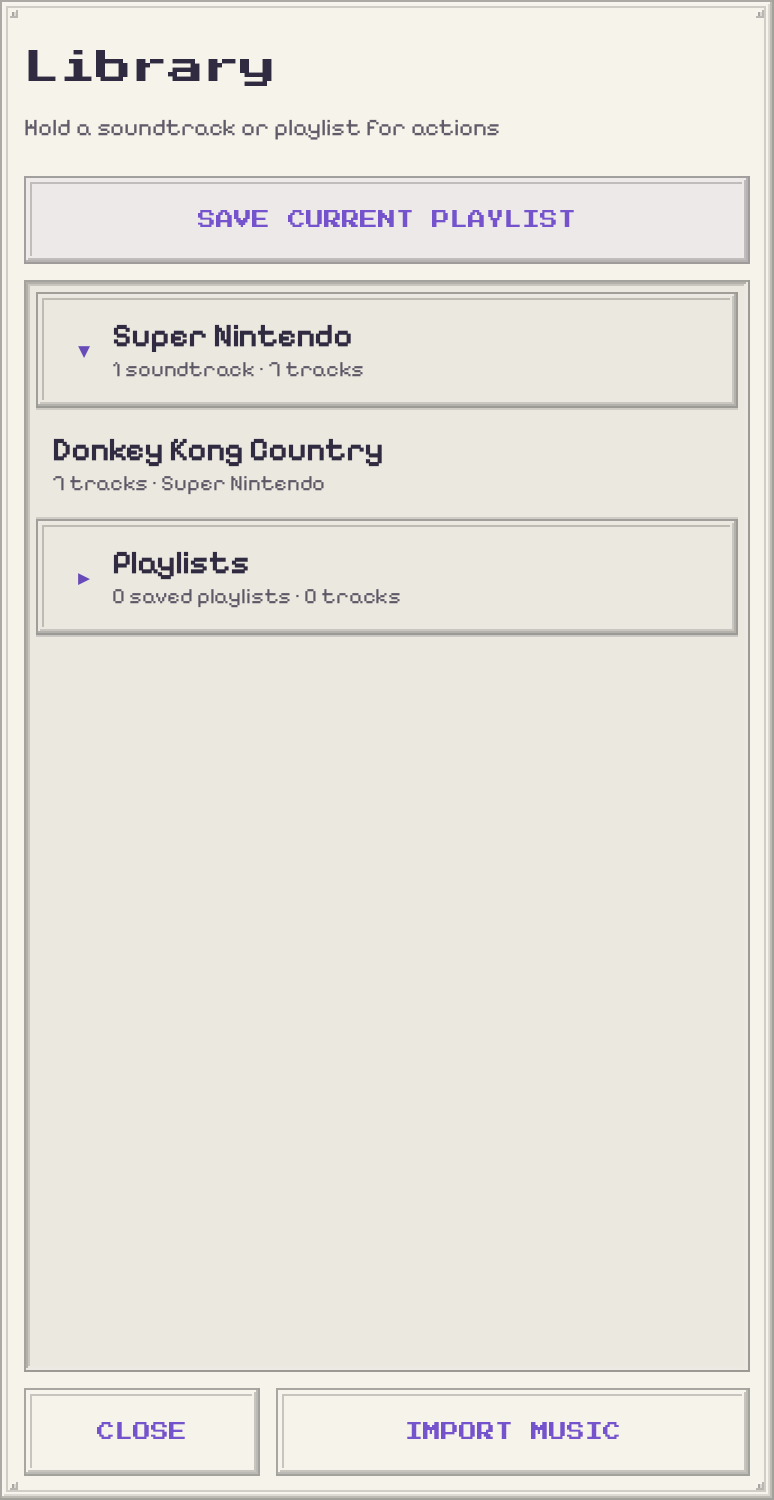 Library
Hold a soundtrack or playlist for actions
SAVE CURRENT PLAYLIST
▼ Super Nintendo
1 soundtrack · 7 tracks
Donkey Kong Country
7 tracks · Super Nintendo
▶ Playlists
0 saved playlists · 0 tracks
CLOSE
IMPORT MUSIC